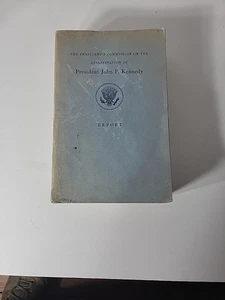 THE PRESIDENT'S COMMISSION ON THE
ASSASSINATION OF
President John F. Kennedy
REPORT